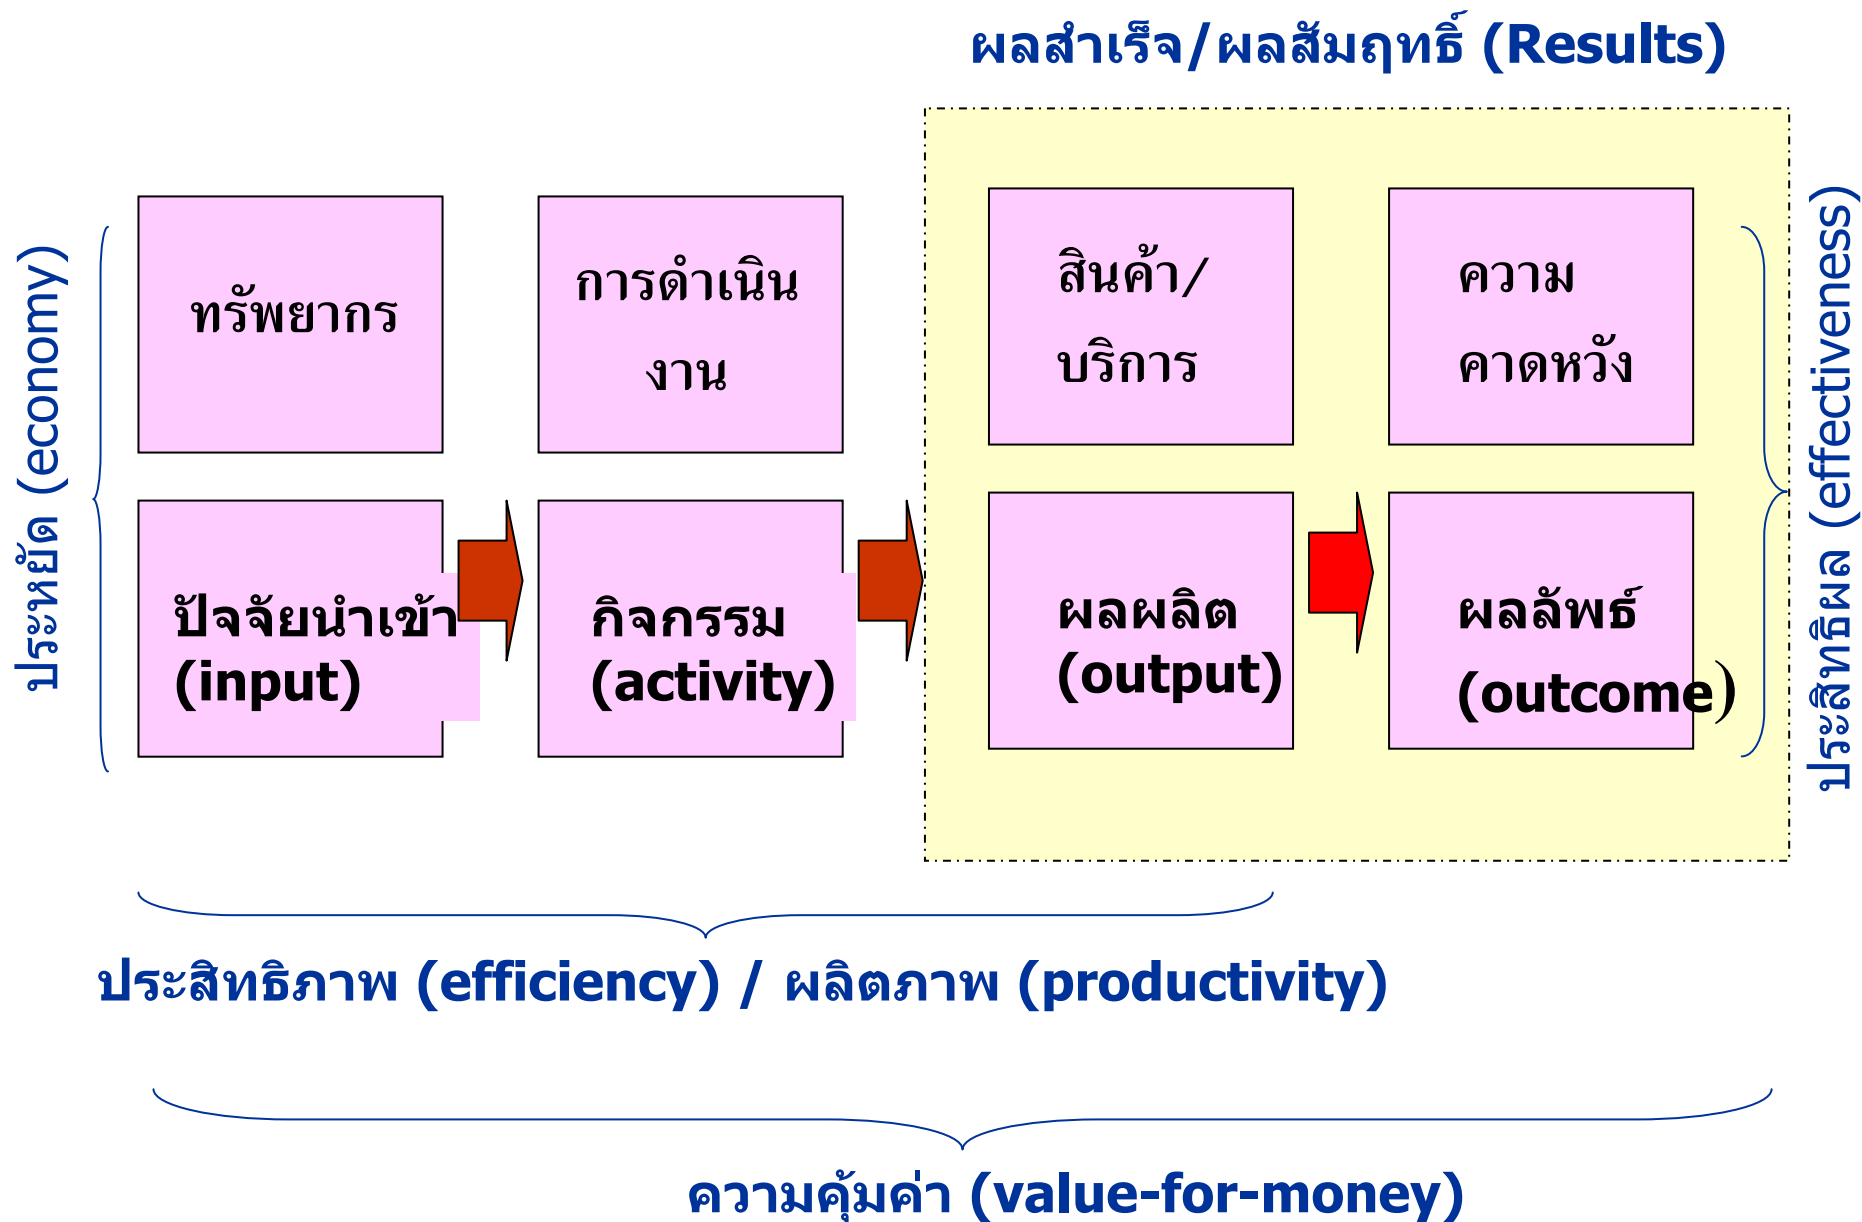 ผลสำเร็จ/ผลสัมฤทธิ์ (Results)
ประหยัด (economy)
ทรัพยากร
การดำเนิน
งาน
สินค้า/
บริการ
ความ
คาดหวัง
ปัจจัยนำเข้า
(input)
กิจกรรม
(activity)
ผลผลิต
(output)
ผลลัพธ์
(outcome)
ประสิทธิผล (effectiveness)
ประสิทธิภาพ (efficiency) / ผลิตภาพ (productivity)
ความคุ้มค่า (value-for-money)